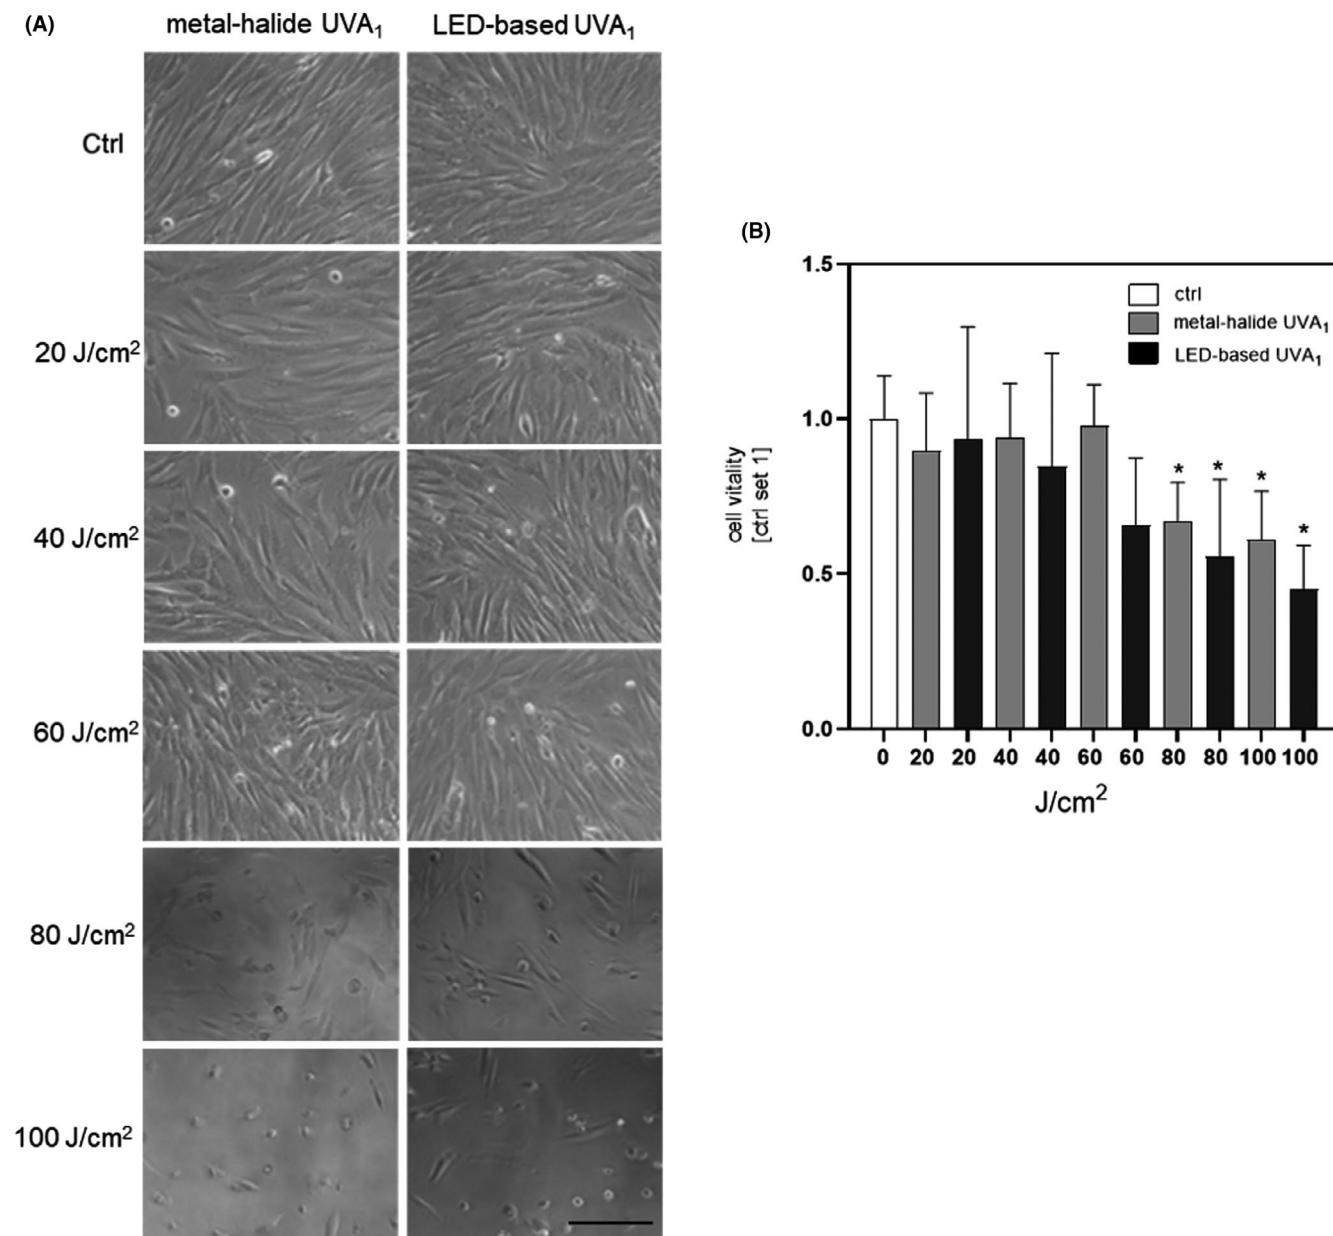 (A)
metal-halide UVA₁ LED-based UVA₁
Ctrl
20 J/cm²
40 J/cm²
60 J/cm²
80 J/cm²
100 J/cm²
(B)
1.5
1.0
0.5
0.0
cell vitality
[ctrl set 1]
ctrl
metal-halide UVA₁
LED-based UVA₁
* * * *
0 20 20 40 40 60 60 80 80 100 100
J/cm²